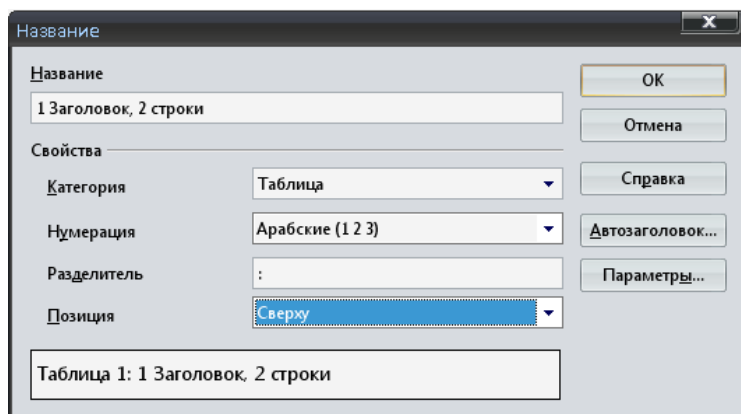 Название
Название
OK
1 Заголовок, 2 строки
Отмена
Свойства
Категория
Таблица
Справка
Нумерация
Арабские (1 2 3)
Автозаголовок...
Разделитель
:
Параметры...
Позиция
Сверху
Таблица 1: 1 Заголовок, 2 строки